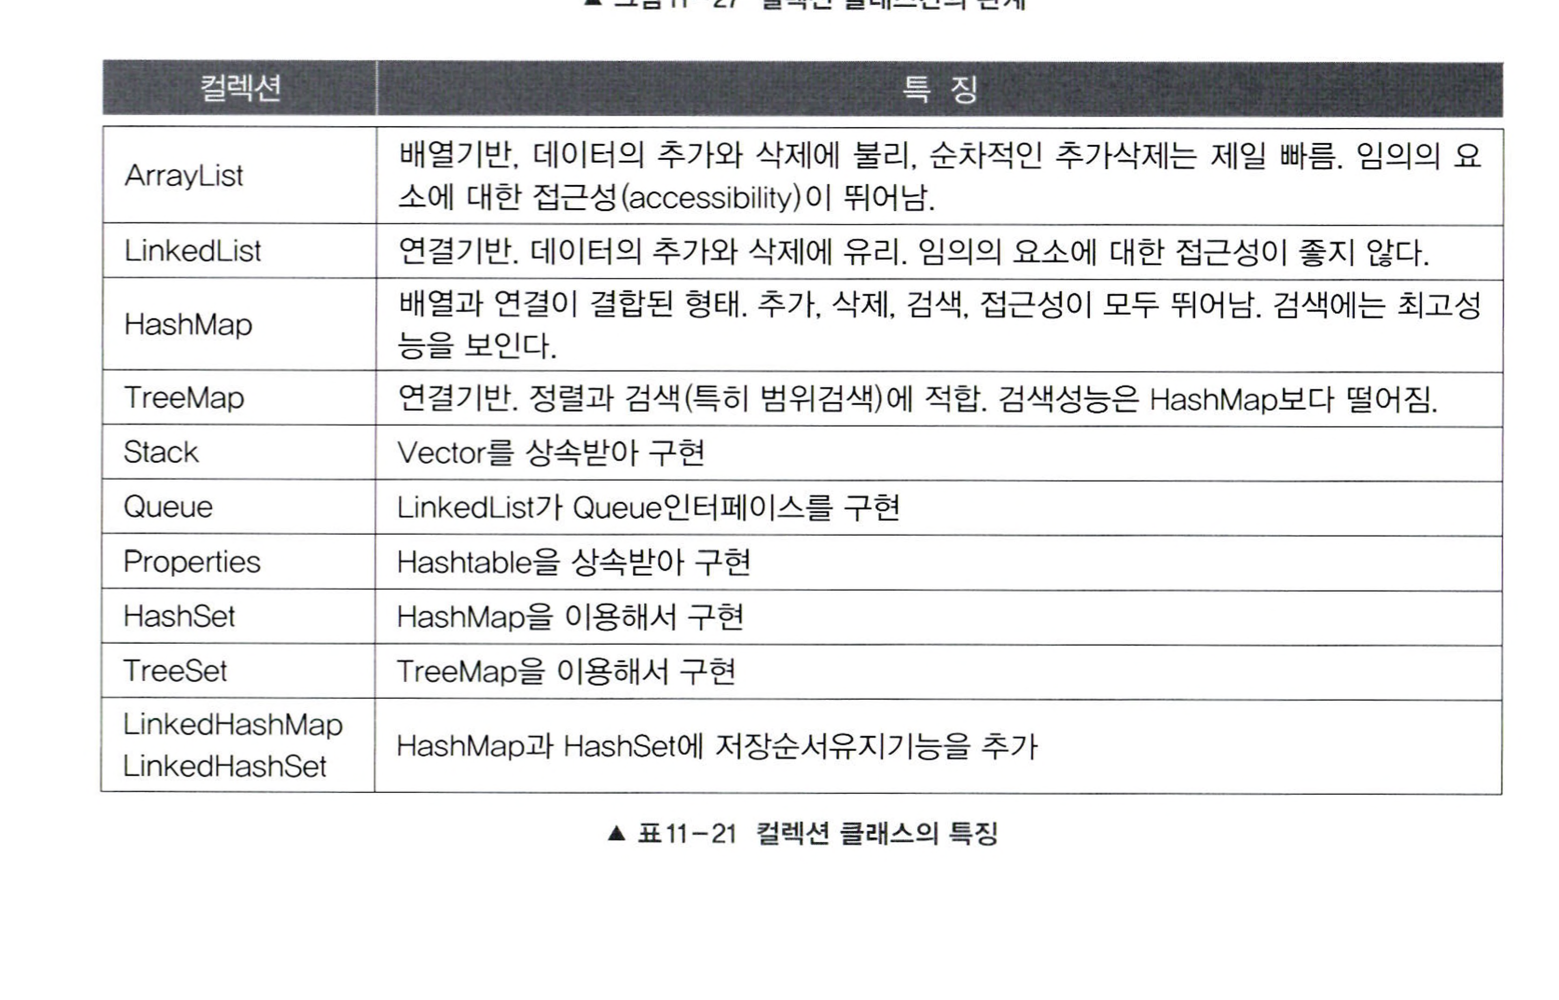 컬렉션 특 징
ArrayList
배열기반, 데이터의 추가와 삭제에 불리, 순차적인 추가삭제는 제일 빠름. 임의의 요
소에 대한 접근성(accessibility)이 뛰어남.
LinkedList 연결기반. 데이터의 추가와 삭제에 유리. 임의의 요소에 대한 접근성이 좋지 않다.
HashMap
배열과 연결이 결합된 형태. 추가, 삭제, 검색, 접근성이 모두 뛰어남. 검색에는 최고성
능을 보인다.
TreeMap 연결기반. 정렬과 검색(특히 범위검색)에 적합. 검색성능은 HashMap보다 떨어짐.
Stack Vector를 상속받아 구현
Queue LinkedList가 Queue인터페이스를 구현
Properties Hashtable을 상속받아 구현
HashSet HashMap을 이용해서 구현
TreeSet TreeMap을 이용해서 구현
LinkedHashMap
LinkedHashSet
HashMap과 HashSet에 저장순서유지기능을 추가
▲ 표11-21 컬렉션 클래스의 특징